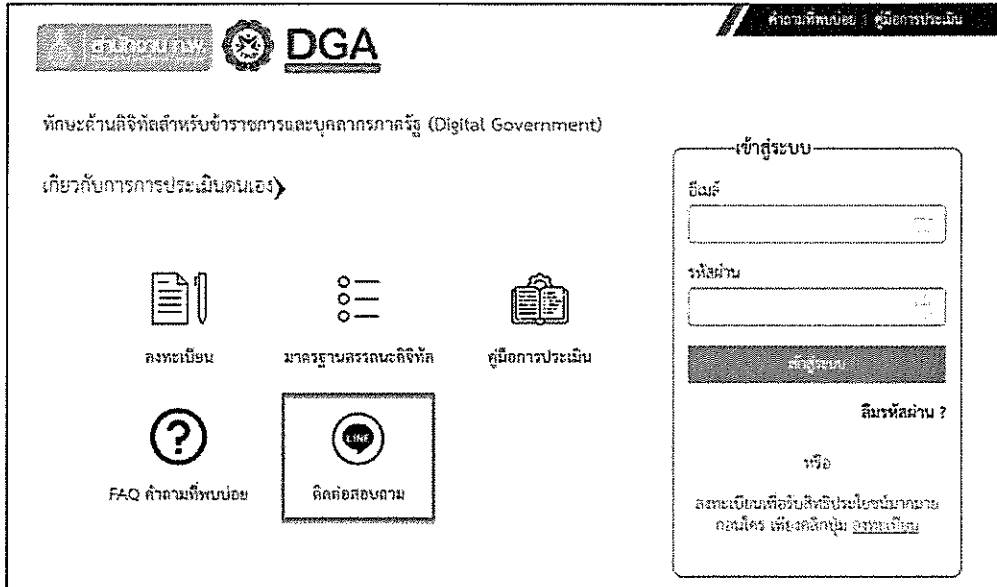 คำถามที่พบบ่อย | คู่มือการประเมิน
สำนักงาน ก.พ.
DGA
ทักษะด้านดิจิทัลสำหรับข้าราชการและบุคลากรภาครัฐ (Digital Government)
เกี่ยวกับการการประเมินตนเอง
เข้าสู่ระบบ
อีเมล์
รหัสผ่าน
เข้าสู่ระบบ
ลืมรหัสผ่าน ?
หรือ
ลงทะเบียนเพื่อรับสิทธิประโยชน์มากมาย
ก่อนใคร เพียงคลิกปุ่ม ลงทะเบียน
ลงทะเบียน
มาตรฐานสรรถนะดิจิทัล
คู่มือการประเมิน
FAQ คำถามที่พบบ่อย
LINE
ติดต่อสอบถาม